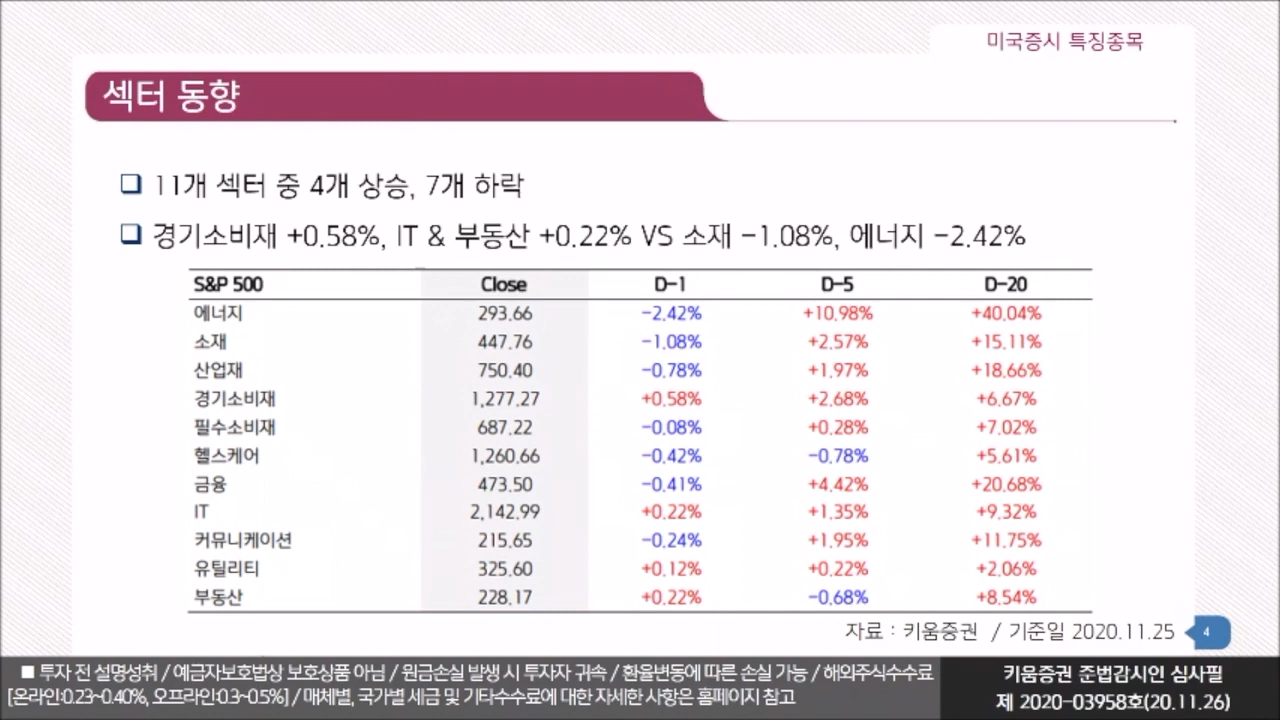 미국증시 특징종목
섹터 동향
❑ 11개 섹터 중 4개 상승, 7개 하락
❑ 경기소비재 +0.58%, IT & 부동산 +0.22% VS 소재 -1.08%, 에너지 -2.42%
S&P 500 Close D-1 D-5 D-20
에너지 293.66 -2.42% +10.98% +40.04%
소재 447.76 -1.08% +2.57% +15.11%
산업재 750.40 -0.78% +1.97% +18.66%
경기소비재 1,277.27 +0.58% +2.68% +6.67%
필수소비재 687.22 -0.08% +0.28% +7.02%
헬스케어 1,260.66 -0.42% -0.78% +5.61%
금융 473.50 -0.41% +4.42% +20.68%
IT 2,142.99 +0.22% +1.35% +9.32%
커뮤니케이션 215.65 -0.24% +1.95% +11.75%
유틸리티 325.60 +0.12% +0.22% +2.06%
부동산 228.17 +0.22% -0.68% +8.54%
자료 : 키움증권 / 기준일 2020.11.25 4
■ 투자 전 설명성취 / 예금자보호법상 보호상품 아님 / 원금손실 발생 시 투자자 귀속 / 환율변동에 따른 손실 가능 / 해외주식수수료
[온라인:0.23~0.40%, 오프라인:0.3~0.5%] / 매체별, 국가별 세금 및 기타수수료에 대한 자세한 사항은 홈페이지 참고
키움증권 준법감시인 심사필
제 2020-03958호(20.11.26)